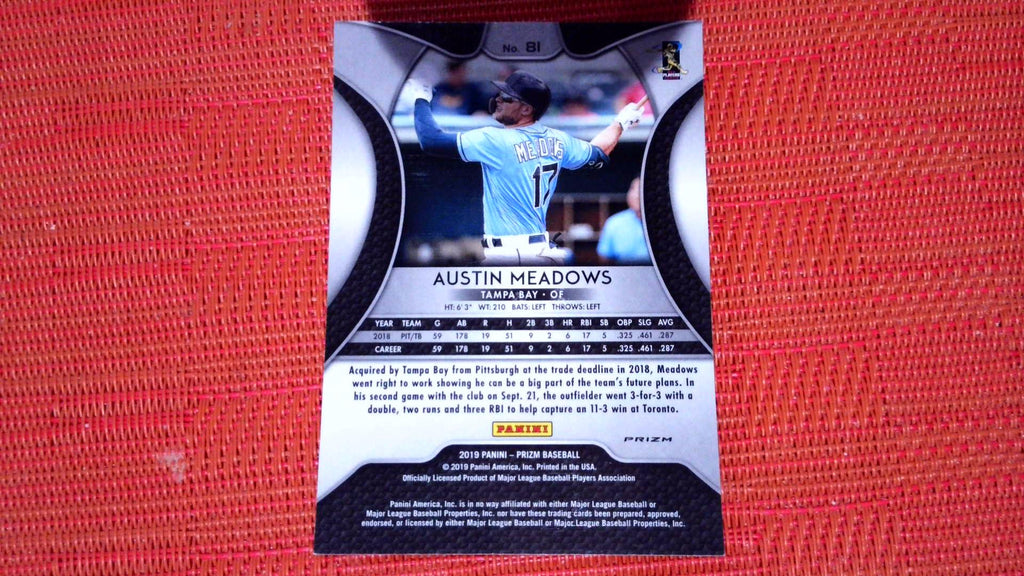 No. 81
PLAYERS
MEADOWS
17
AUSTIN MEADOWS
TAMPA BAY • OF
HT: 6'3" WT: 210 BATS: LEFT THROWS: LEFT
YEAR TEAM G AB R H 2B 3B HR RBI SB OBP SLG AVG
2018 PIT/TB 59 178 19 51 9 2 6 17 5 .325 .461 .287
CAREER 59 178 19 51 9 2 6 17 5 .325 .461 .287
Acquired by Tampa Bay from Pittsburgh at the trade deadline in 2018, Meadows
went right to work showing he can be a big part of the team's future plans. In
his second game with the club on Sept. 21, the outfielder went 3-for-3 with a
double, two runs and three RBI to help capture an 11-3 win at Toronto.
PANINI
PRIZM
2019 PANINI – PRIZM BASEBALL
© 2019 Panini America, Inc. Printed in the USA.
Officially Licensed Product of Major League Baseball Players Association
Panini America, Inc. is in no way affiliated with either Major League Baseball or
Major League Baseball Properties, Inc. nor have these trading cards been prepared, approved,
endorsed, or licensed by either Major League Baseball or Major League Baseball Properties, Inc.